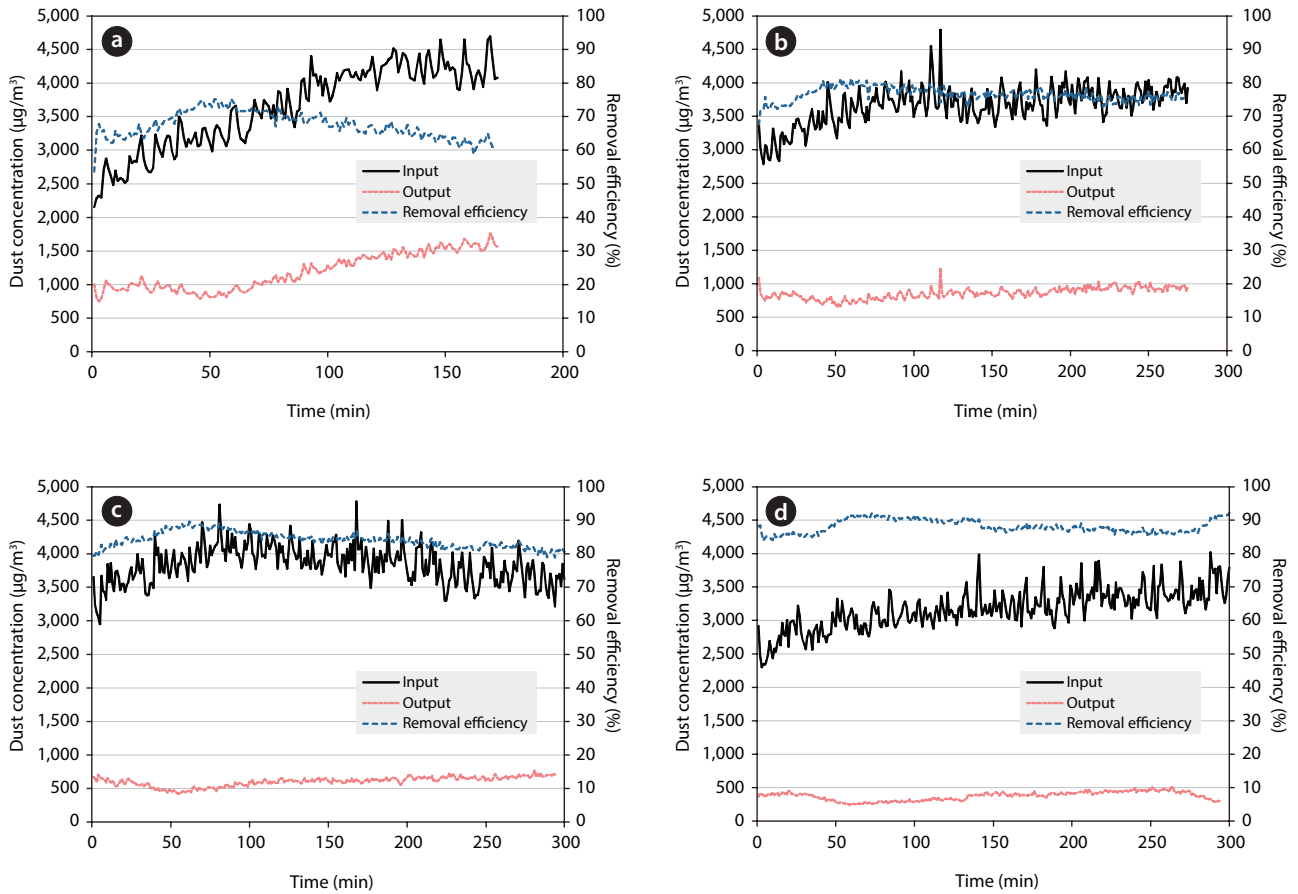 a
5,000
4,500
4,000
3,500
3,000
2,500
2,000
1,500
1,000
500
0
Dust concentration (µg/m³)
100
90
80
70
60
50
40
30
20
10
0
Removal efficiency (%)
Input
Output
Removal efficiency
0 50 100 150 200
Time (min)
b
5,000
4,500
4,000
3,500
3,000
2,500
2,000
1,500
1,000
500
0
Dust concentration (µg/m³)
100
90
80
70
60
50
40
30
20
10
0
Removal efficiency (%)
Input
Output
Removal efficiency
0 50 100 150 200 250 300
Time (min)
c
5,000
4,500
4,000
3,500
3,000
2,500
2,000
1,500
1,000
500
0
Dust concentration (µg/m³)
100
90
80
70
60
50
40
30
20
10
0
Removal efficiency (%)
Input
Output
Removal efficiency
0 50 100 150 200 250 300
Time (min)
d
5,000
4,500
4,000
3,500
3,000
2,500
2,000
1,500
1,000
500
0
Dust concentration (µg/m³)
100
90
80
70
60
50
40
30
20
10
0
Removal efficiency (%)
Input
Output
Removal efficiency
0 50 100 150 200 250 300
Time (min)